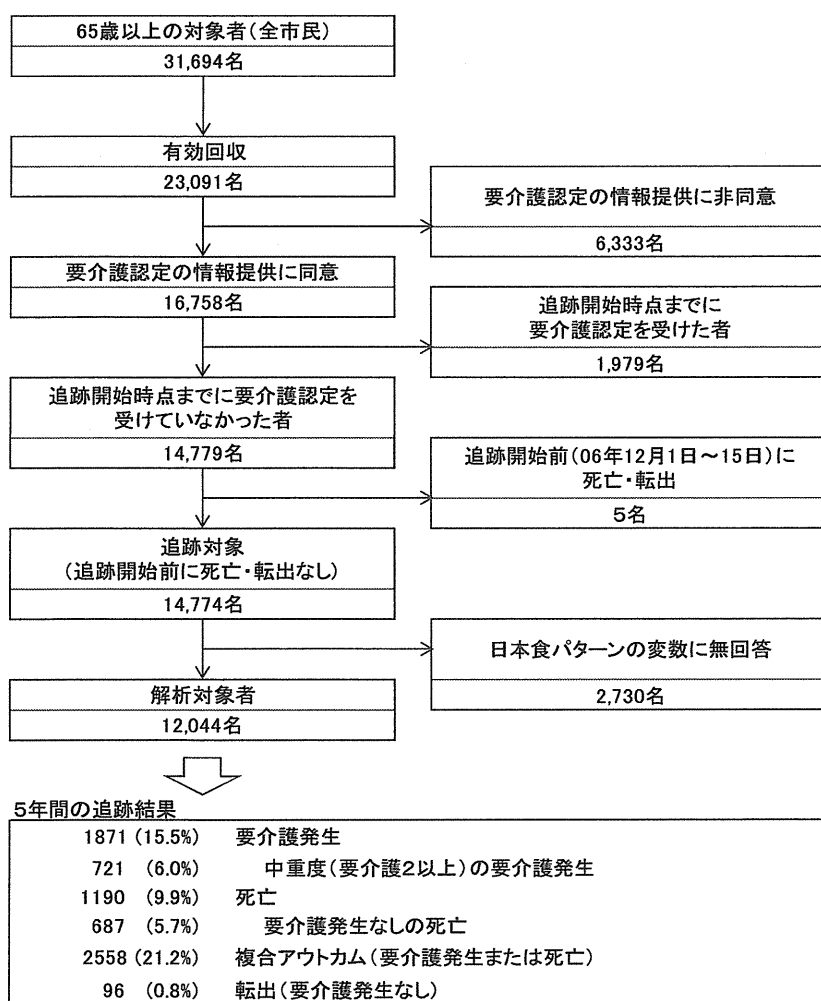 65歳以上の対象者(全市民)
31,694名
有効回収
23,091名
要介護認定の情報提供に非同意
6,333名
要介護認定の情報提供に同意
16,758名
追跡開始時点までに
要介護認定を受けた者
1,979名
追跡開始時点までに要介護認定を
受けていなかった者
14,779名
追跡開始前(06年12月1日～15日)に
死亡・転出
5名
追跡対象
(追跡開始前に死亡・転出なし)
14,774名
日本食パターンの変数に無回答
2,730名
解析対象者
12,044名
5年間の追跡結果
1871 (15.5%) 要介護発生
721 (6.0%) 中重度(要介護2以上)の要介護発生
1190 (9.9%) 死亡
687 (5.7%) 要介護発生なしの死亡
2558 (21.2%) 複合アウトカム(要介護発生または死亡)
96 (0.8%) 転出(要介護発生なし)